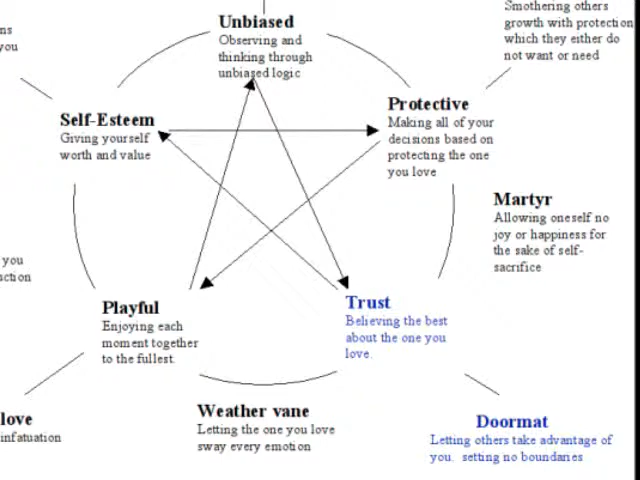 Smothering others
growth with protection
which they either do
not want or need
Unbiased
Observing and
thinking through
unbiased logic
ns
you
Protective
Making all of your
decisions based on
protecting the one
you love
Self-Esteem
Giving yourself
worth and value
Martyr
Allowing oneself no
joy or happiness for
the sake of self-
sacrifice
you
ction
Playful
Enjoying each
moment together
to the fullest.
Trust
Believing the best
about the one you
love.
love
infatuation
Weather vane
Letting the one you love
sway every emotion
Doormat
Letting others take advantage of
you. setting no boundaries